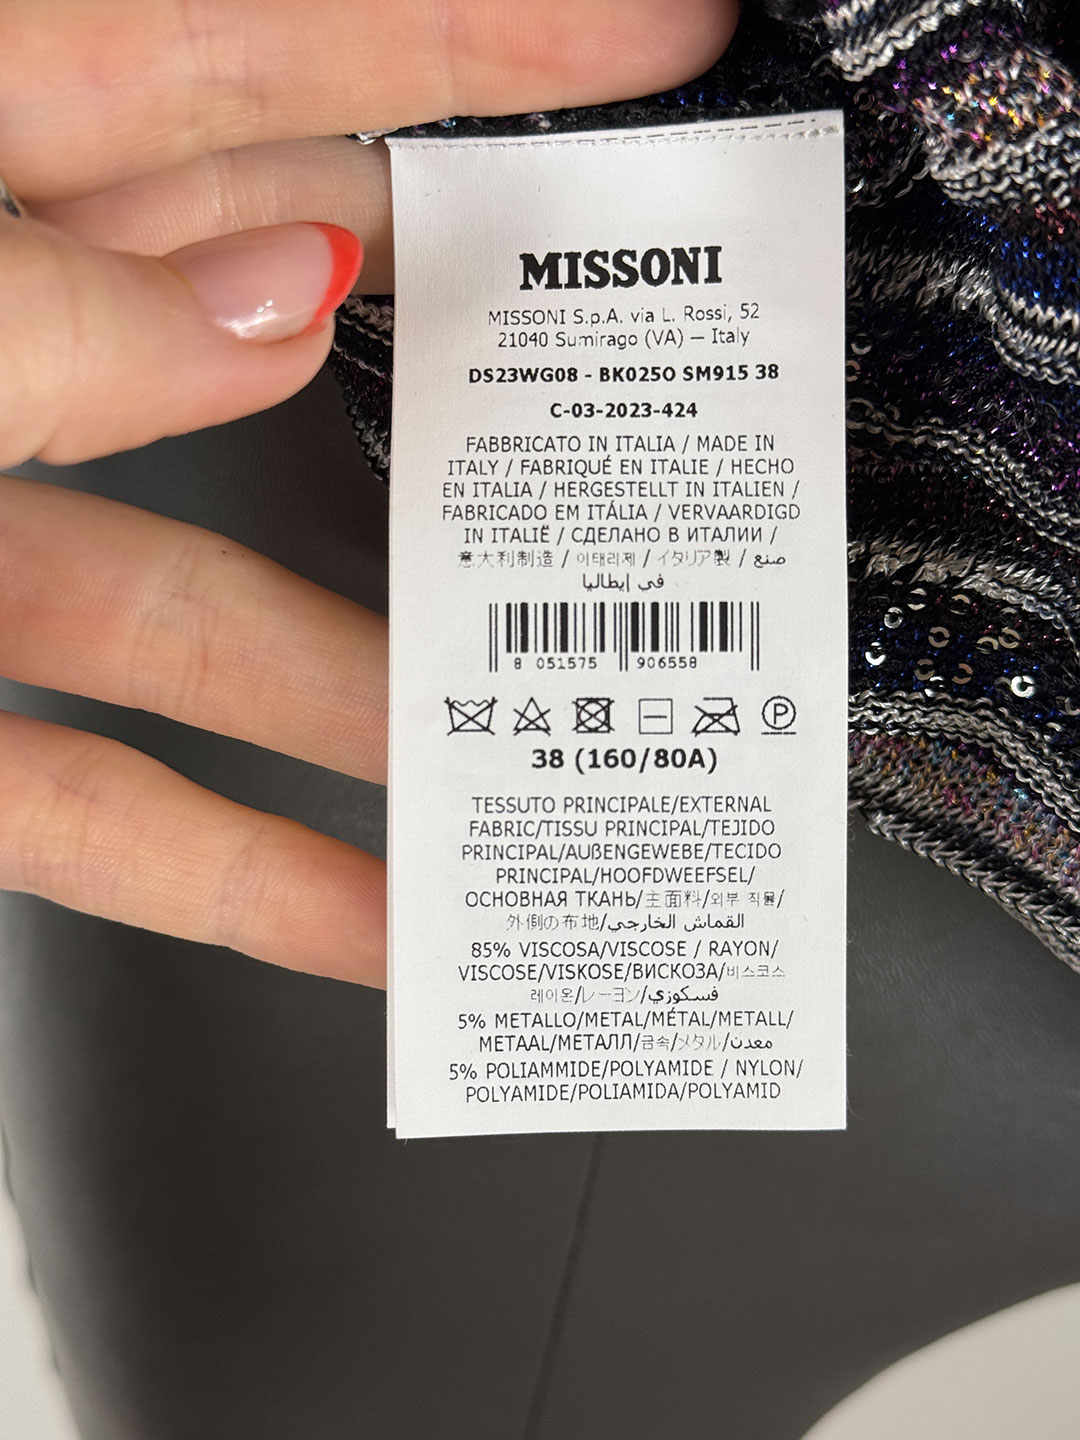 MISSONI
MISSONI S.p.A. via L. Rossi, 52
21040 Sumirago (VA) — Italy
DS23WG08 - BK025O SM915 38
C-03-2023-424
FABBRICATO IN ITALIA / MADE IN
ITALY / FABRIQUÉ EN ITALIE / HECHO
EN ITALIA / HERGESTELLT IN ITALIEN /
FABRICADO EM ITÁLIA / VERVAARDIGD
IN ITALIË / СДЕЛАНО В ИТАЛИИ /
意大利制造 / 이태리제 / イタリア製 / صنع
في إيطاليا
8 051575 906558
38 (160/80A)
TESSUTO PRINCIPALE/EXTERNAL
FABRIC/TISSU PRINCIPAL/TEJIDO
PRINCIPAL/AUßENGEWEBE/TECIDO
PRINCIPAL/HOOFDWEEFSEL/
ОСНОВНАЯ ТКАНЬ/主面料/외부 직물/
外側の布地/القماش الخارجي/
85% VISCOSA/VISCOSE / RAYON/
VISCOSE/VISKOSE/ВИСКОЗА/비스코스
레이온/レーヨン/فسكوزي
5% METALLO/METAL/MÉTAL/METALL/
METAAL/МЕТАЛЛ/금속/メタル/معدن
5% POLIAMMIDE/POLYAMIDE / NYLON/
POLYAMIDE/POLIAMIDA/POLYAMID